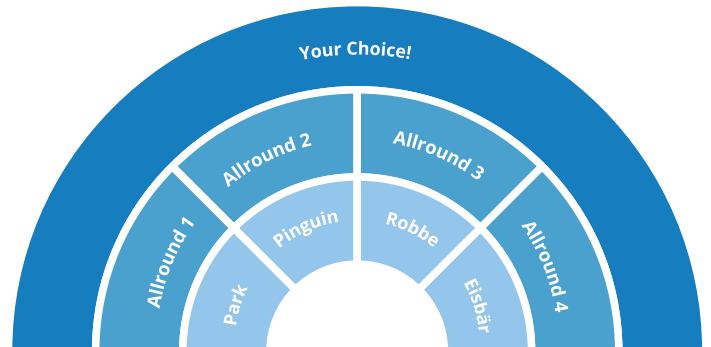 Your Choice!
Allround 1
Allround 2
Allround 3
Allround 4
Park
Pinguin
Robbe
Eisbär